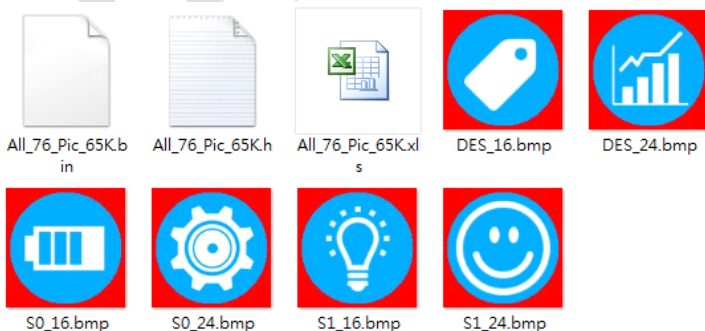 All_76_Pic_65K.b
in
All_76_Pic_65K.h
All_76_Pic_65K.xl
s
DES_16.bmp
DES_24.bmp
S0_16.bmp
S0_24.bmp
S1_16.bmp
S1_24.bmp